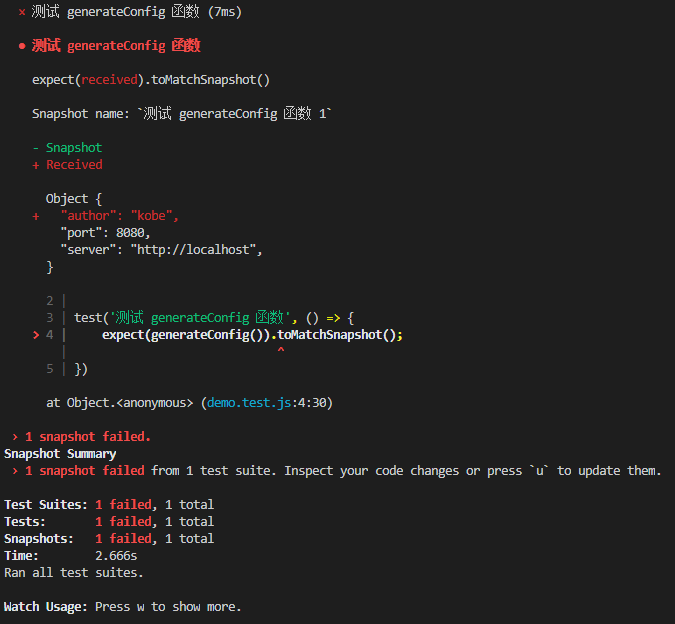 × 测试 generateConfig 函数 (7ms)
● 测试 generateConfig 函数
expect(received).toMatchSnapshot()
Snapshot name: `测试 generateConfig 函数 1`
- Snapshot
+ Received
Object {
+ "author": "kobe",
"port": 8080,
"server": "http://localhost",
}
2 |
3 | test('测试 generateConfig 函数', () => {
> 4 | expect(generateConfig()).toMatchSnapshot();
| ^
5 | })
at Object.<anonymous> (demo.test.js:4:30)
› 1 snapshot failed.
Snapshot Summary
› 1 snapshot failed from 1 test suite. Inspect your code changes or press `u` to update them.
Test Suites: 1 failed, 1 total
Tests: 1 failed, 1 total
Snapshots: 1 failed, 1 total
Time: 2.666s
Ran all test suites.
Watch Usage: Press w to show more.